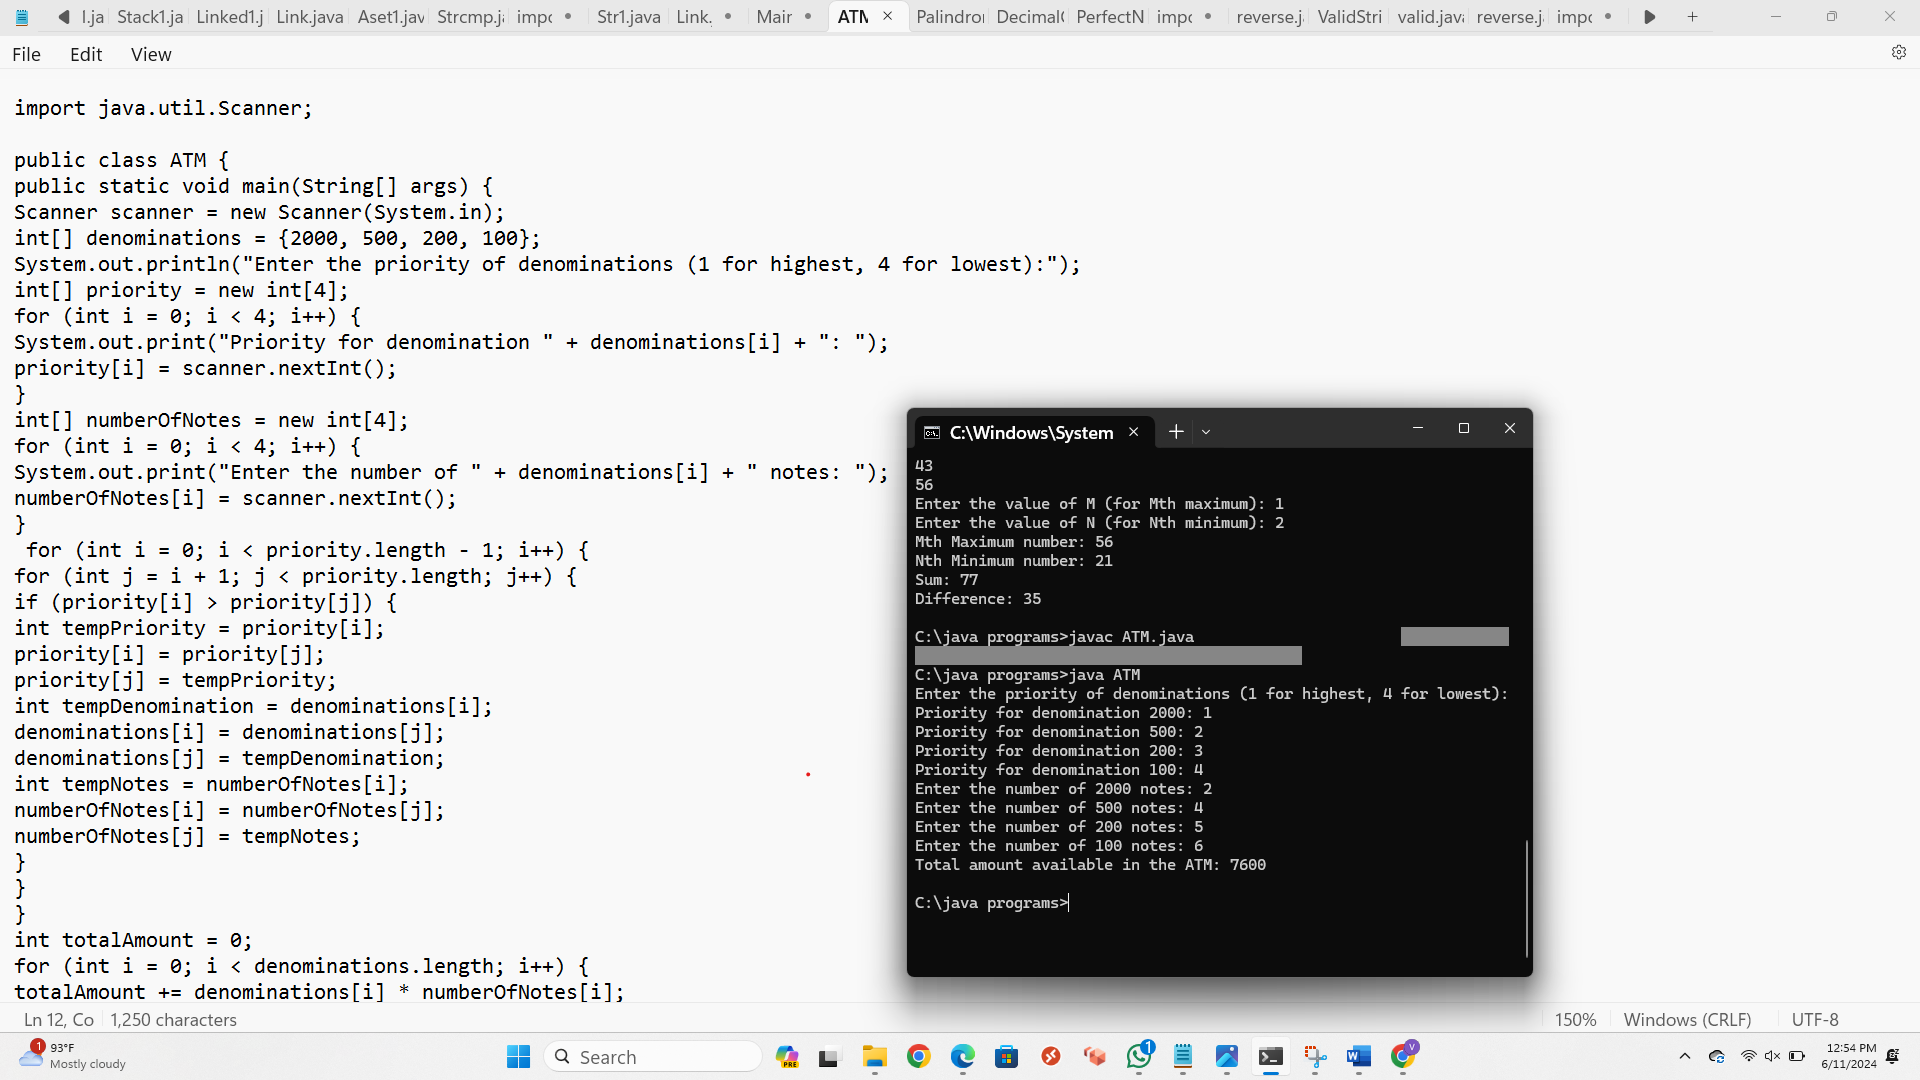 I.ja Stack1.ja Linked1.j Link.java Aset1.jav Strcmp.ja impc Str1.java Link. Mair ATM Palindror Decimal PerfectN impc reverse.ja ValidStri valid.java reverse.ja impc
File Edit View
import java.util.Scanner;
public class ATM {
public static void main(String[] args) {
Scanner scanner = new Scanner(System.in);
int[] denominations = {2000, 500, 200, 100};
System.out.println("Enter the priority of denominations (1 for highest, 4 for lowest):");
int[] priority = new int[4];
for (int i = 0; i < 4; i++) {
System.out.print("Priority for denomination " + denominations[i] + ": ");
priority[i] = scanner.nextInt();
}
int[] numberOfNotes = new int[4];
for (int i = 0; i < 4; i++) {
System.out.print("Enter the number of " + denominations[i] + " notes: ");
numberOfNotes[i] = scanner.nextInt();
}
for (int i = 0; i < priority.length - 1; i++) {
for (int j = i + 1; j < priority.length; j++) {
if (priority[i] > priority[j]) {
int tempPriority = priority[i];
priority[i] = priority[j];
priority[j] = tempPriority;
int tempDenomination = denominations[i];
denominations[i] = denominations[j];
denominations[j] = tempDenomination;
int tempNotes = numberOfNotes[i];
numberOfNotes[i] = numberOfNotes[j];
numberOfNotes[j] = tempNotes;
}
}
}
int totalAmount = 0;
for (int i = 0; i < denominations.length; i++) {
totalAmount += denominations[i] * numberOfNotes[i];
C:\Windows\System
43
56
Enter the value of M (for Mth maximum): 1
Enter the value of N (for Nth minimum): 2
Mth Maximum number: 56
Nth Minimum number: 21
Sum: 77
Difference: 35
C:\java programs>javac ATM.java
C:\java programs>java ATM
Enter the priority of denominations (1 for highest, 4 for lowest):
Priority for denomination 2000: 1
Priority for denomination 500: 2
Priority for denomination 200: 3
Priority for denomination 100: 4
Enter the number of 2000 notes: 2
Enter the number of 500 notes: 4
Enter the number of 200 notes: 5
Enter the number of 100 notes: 6
Total amount available in the ATM: 7600
C:\java programs>
Ln 12, Co 1,250 characters 150% Windows (CRLF) UTF-8
1 93°F
Mostly cloudy
Search
PRE
1
V
12:54 PM
6/11/2024